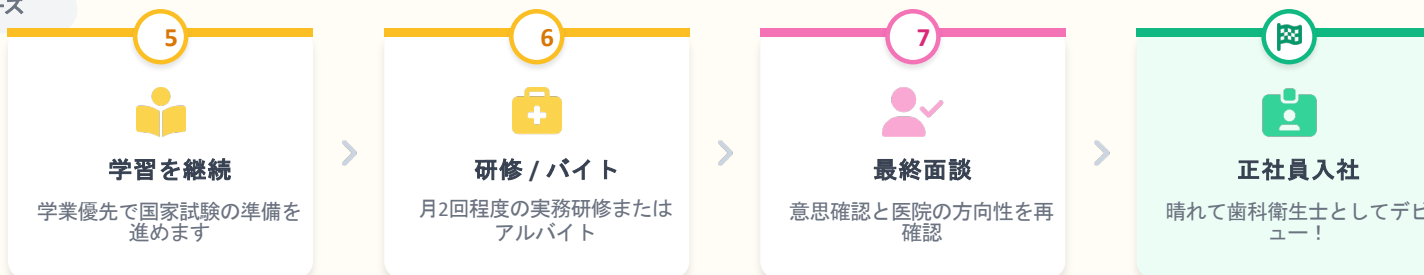 ーズ
5
学習を継続
学業優先で国家試験の準備を
進めます
6
研修 / バイト
月2回程度の実務研修または
アルバイト
7
最終面談
意思確認と医院の方向性を再
確認
正社員入社
晴れて歯科衛生士としてデビ
ュー！